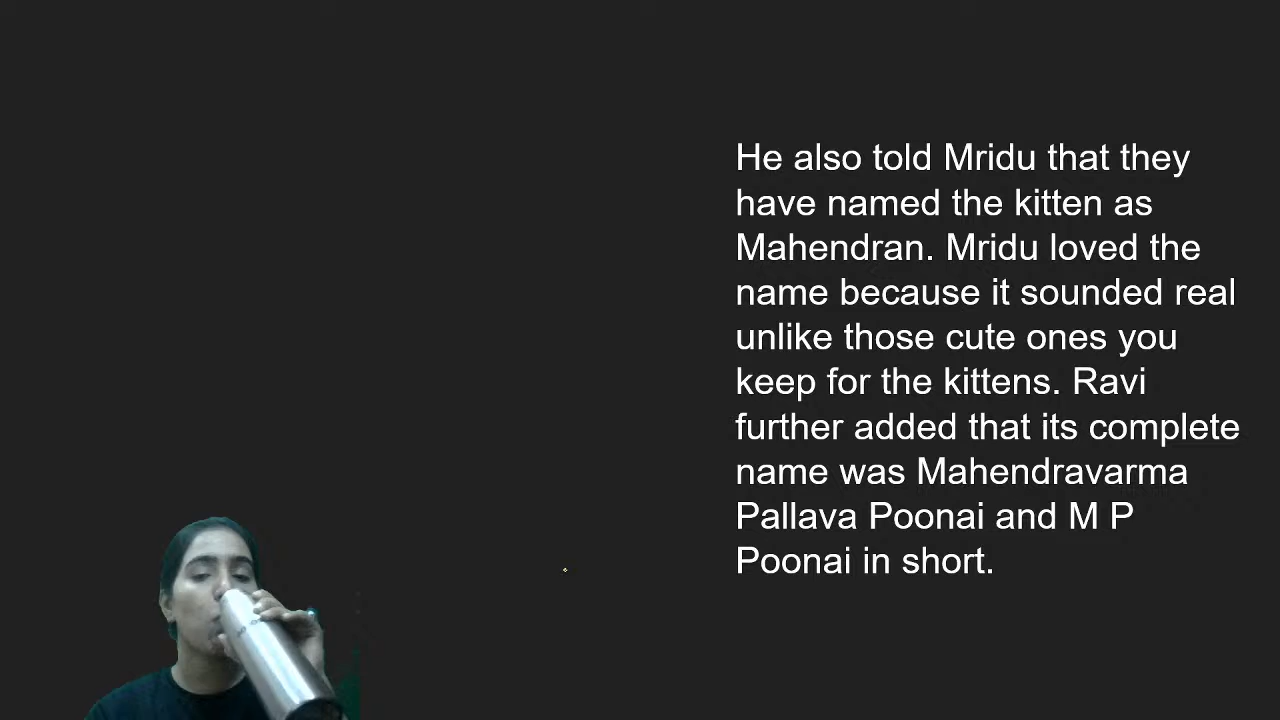 He also told Mridu that they
have named the kitten as
Mahendran. Mridu loved the
name because it sounded real
unlike those cute ones you
keep for the kittens. Ravi
further added that its complete
name was Mahendravarma
Pallava Poonai and M P
Poonai in short.